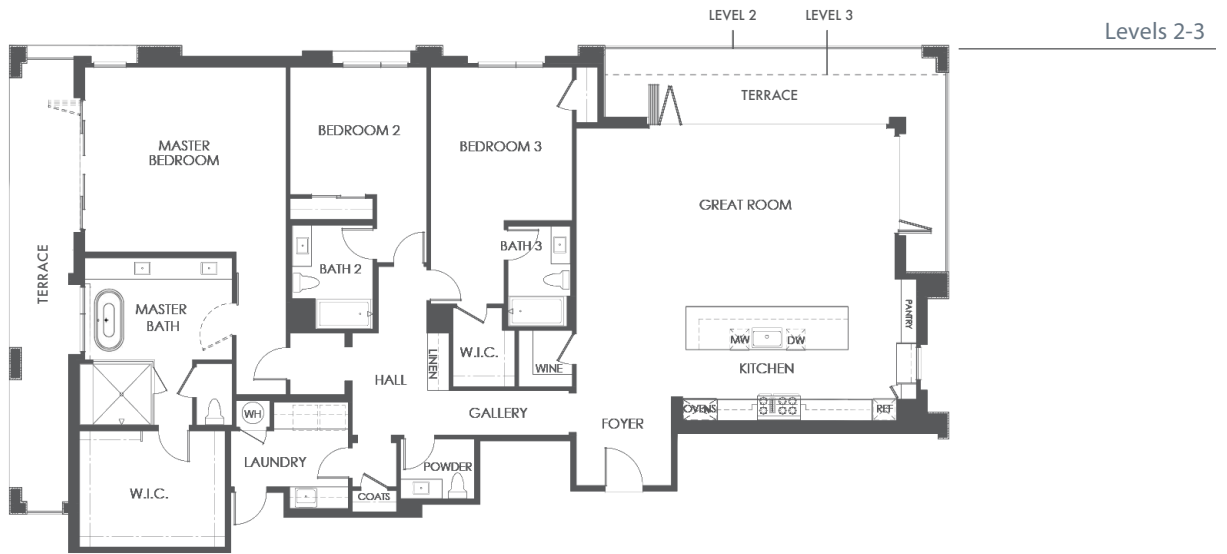 LEVEL 2
LEVEL 3
Levels 2-3
TERRACE
BEDROOM 2
MASTER
BEDROOM
BEDROOM 3
GREAT ROOM
BATH 3
BATH 2
TERRACE
MASTER
BATH
PANTRY
MW
DW
W.I.C.
LINEN
WINE
KITCHEN
HALL
OVENS
REF
WH
GALLERY
FOYER
LAUNDRY
POWDER
W.I.C.
COATS